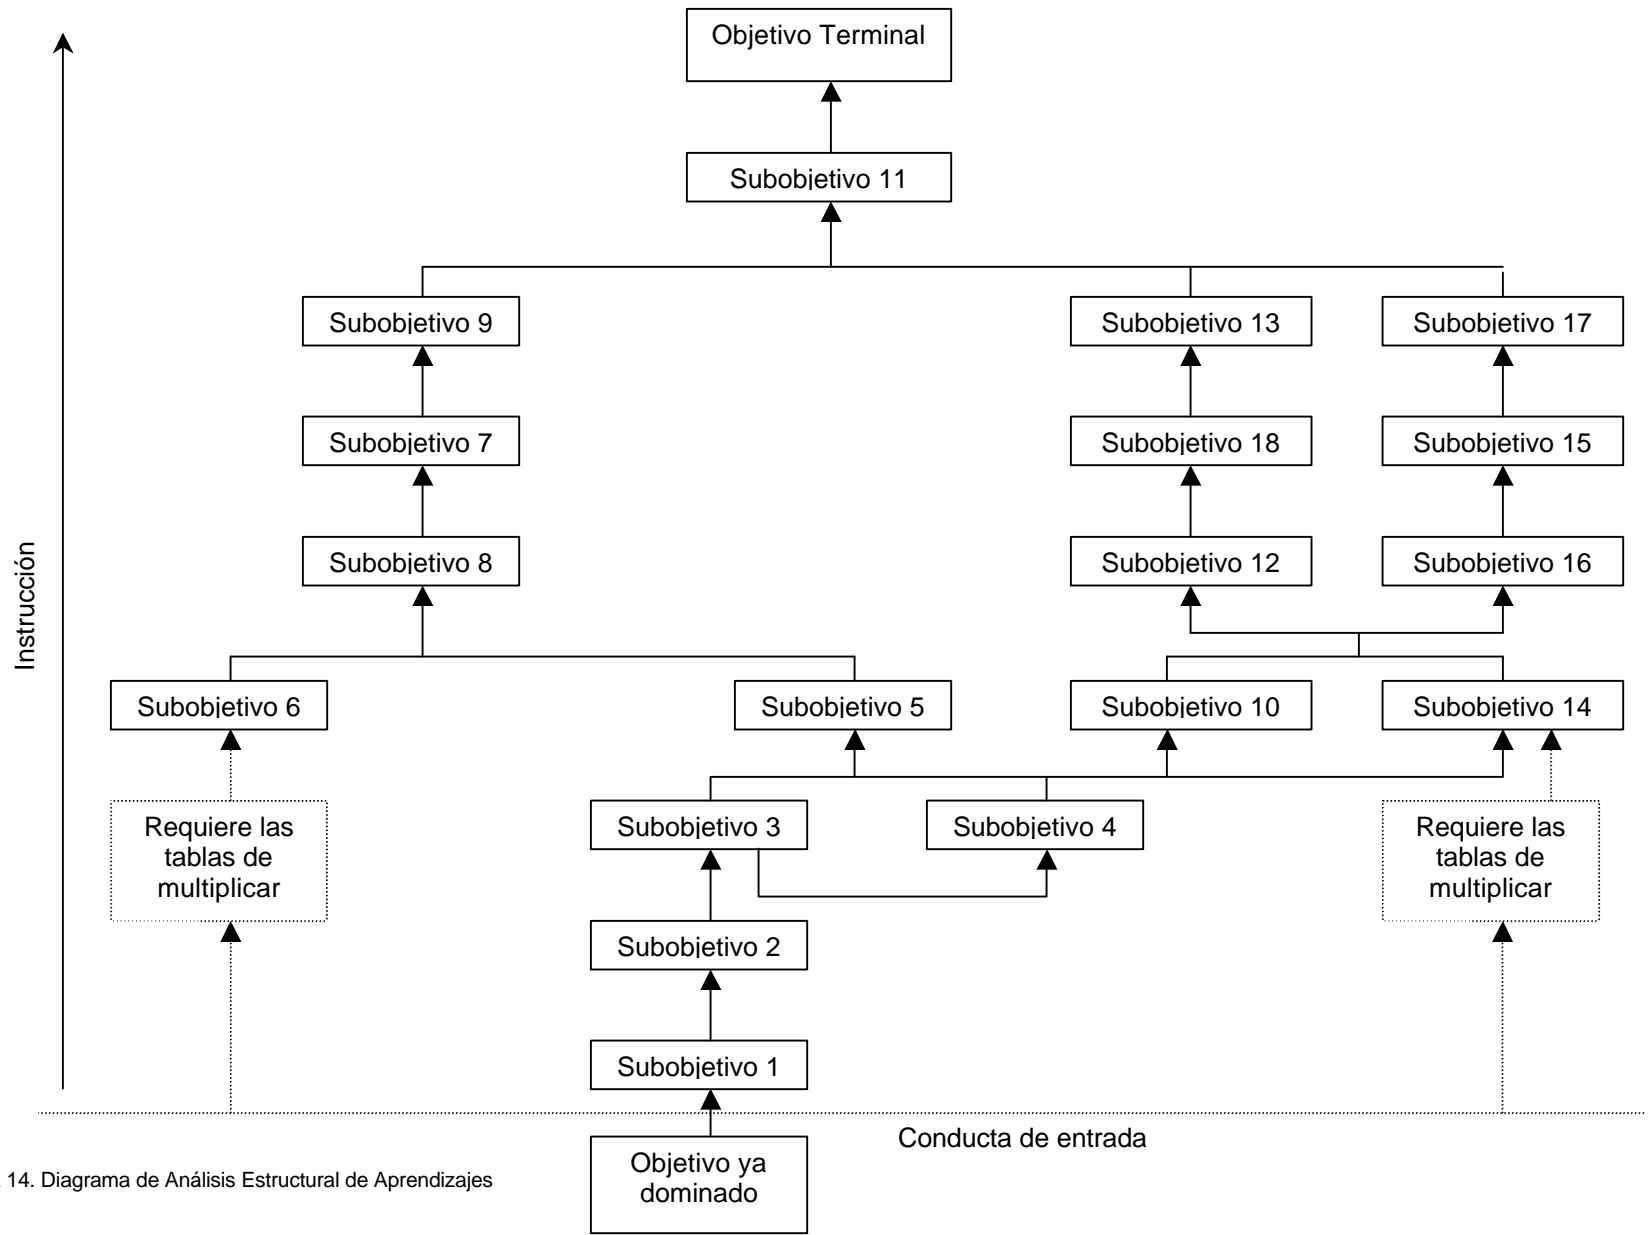 Objetivo Terminal
Subobjetivo 11
Subobjetivo 9
Subobjetivo 13
Subobjetivo 17
Subobjetivo 7
Subobjetivo 18
Subobjetivo 15
Instrucción
Subobjetivo 8
Subobjetivo 12
Subobjetivo 16
Subobjetivo 6
Subobjetivo 5
Subobjetivo 10
Subobjetivo 14
Requiere las
tablas de
multiplicar
Subobjetivo 3
Subobjetivo 4
Requiere las
tablas de
multiplicar
Subobjetivo 2
Subobjetivo 1
Conducta de entrada
Objetivo ya
dominado
. 14. Diagrama de Análisis Estructural de Aprendizajes